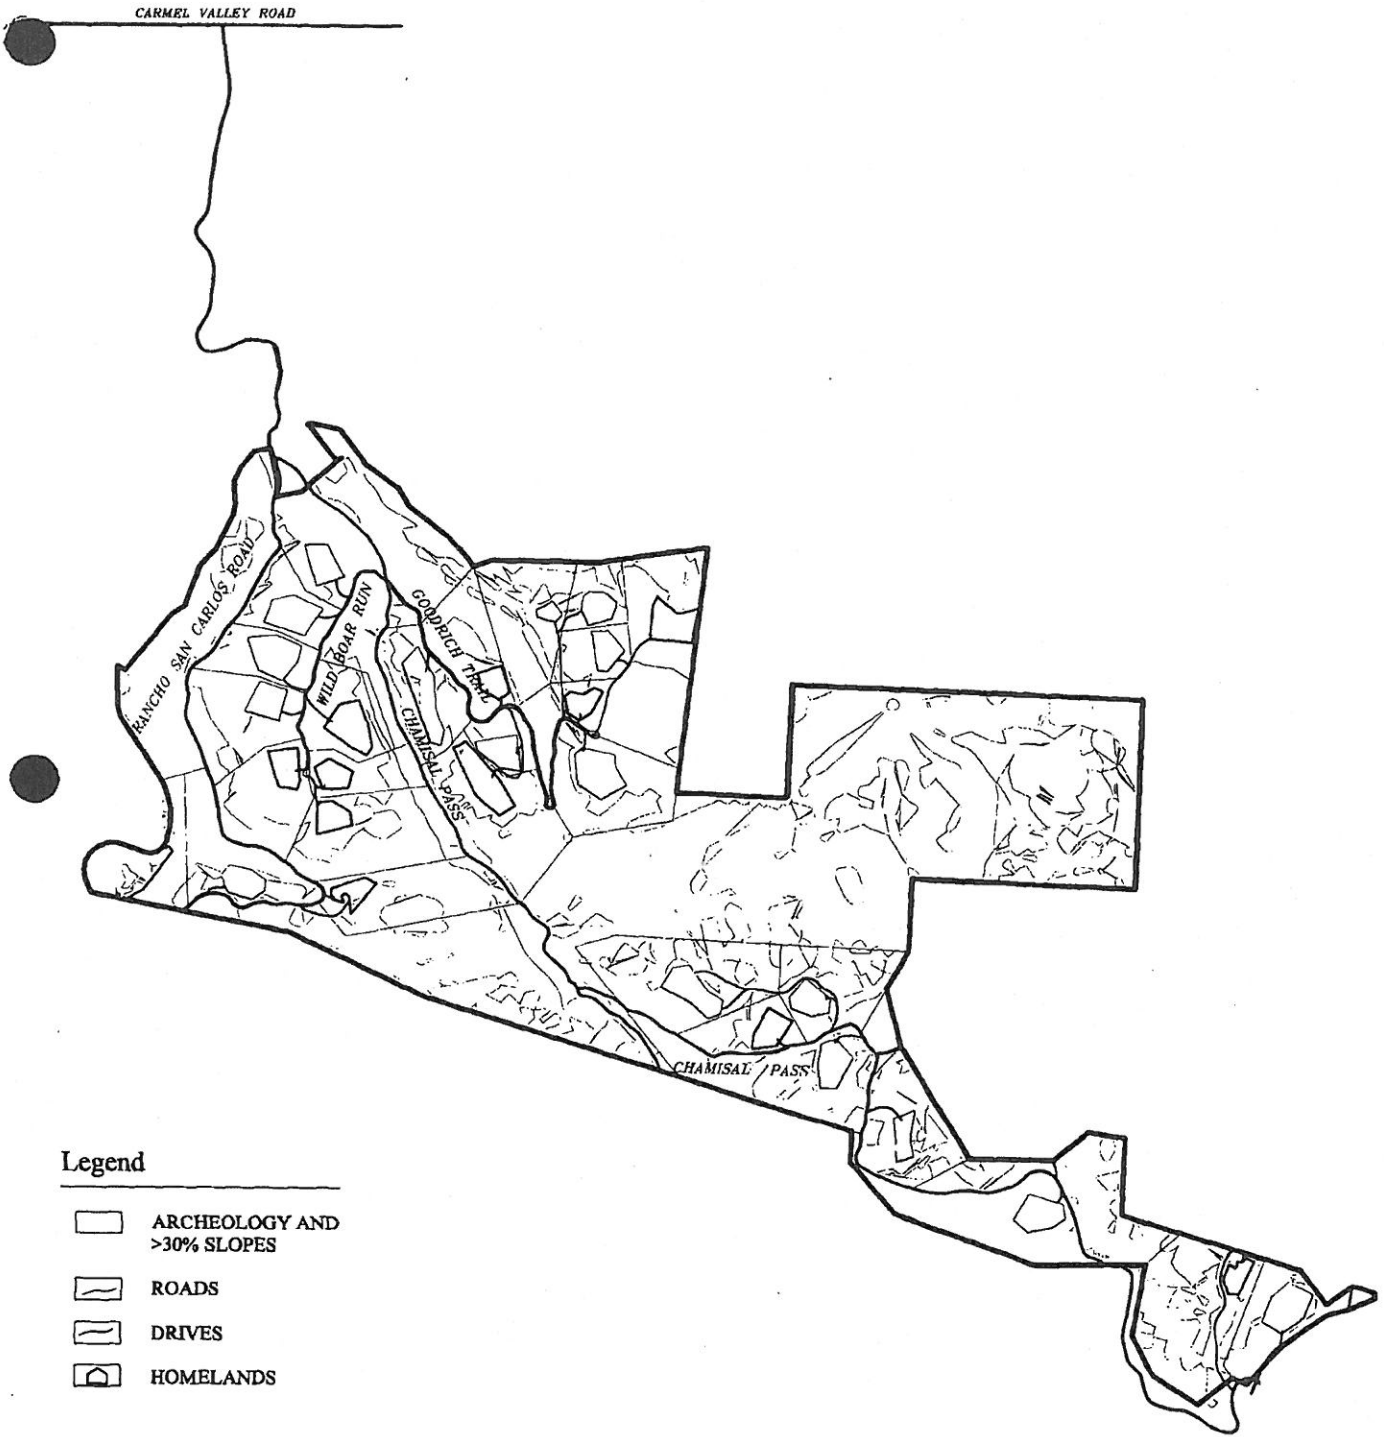 CARMEL VALLEY ROAD
RANCHO SAN CARLOS ROAD
WILD BOAR RUN
GOODRICH TRAIL
CHAMISAL PASS
CHAMISAL PASS
Legend
ARCHEOLOGY AND
>30% SLOPES
ROADS
DRIVES
HOMELANDS